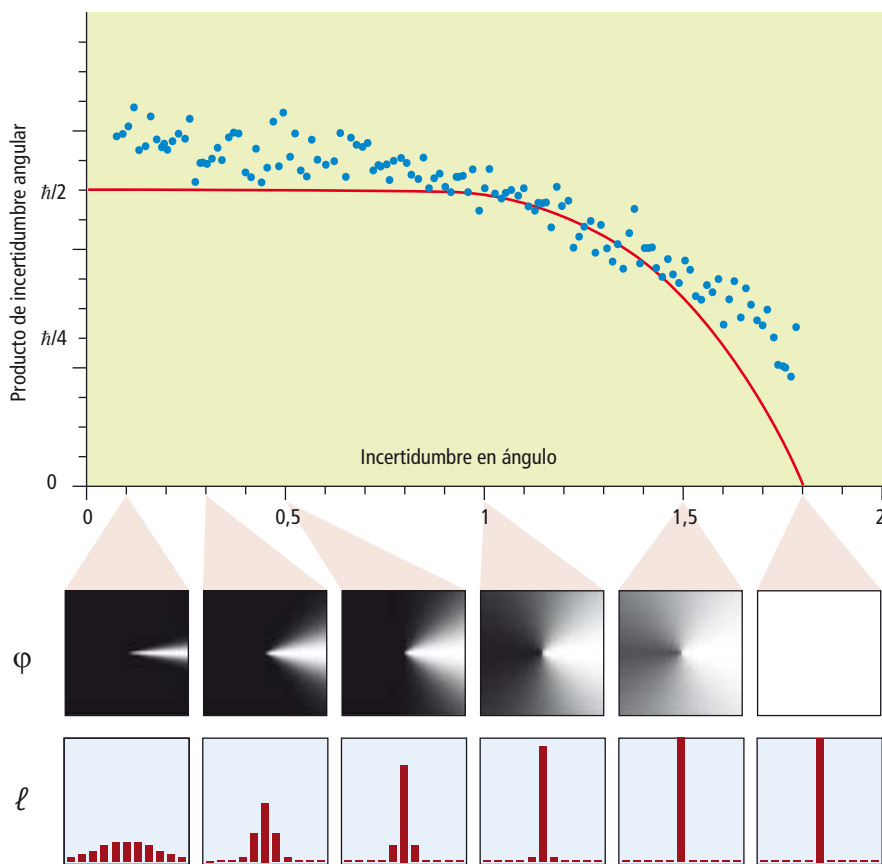 Producto de incertidumbre angular
ħ/2
ħ/4
0
Incertidumbre en ángulo
0 0,5 1 1,5 2
φ
ℓ